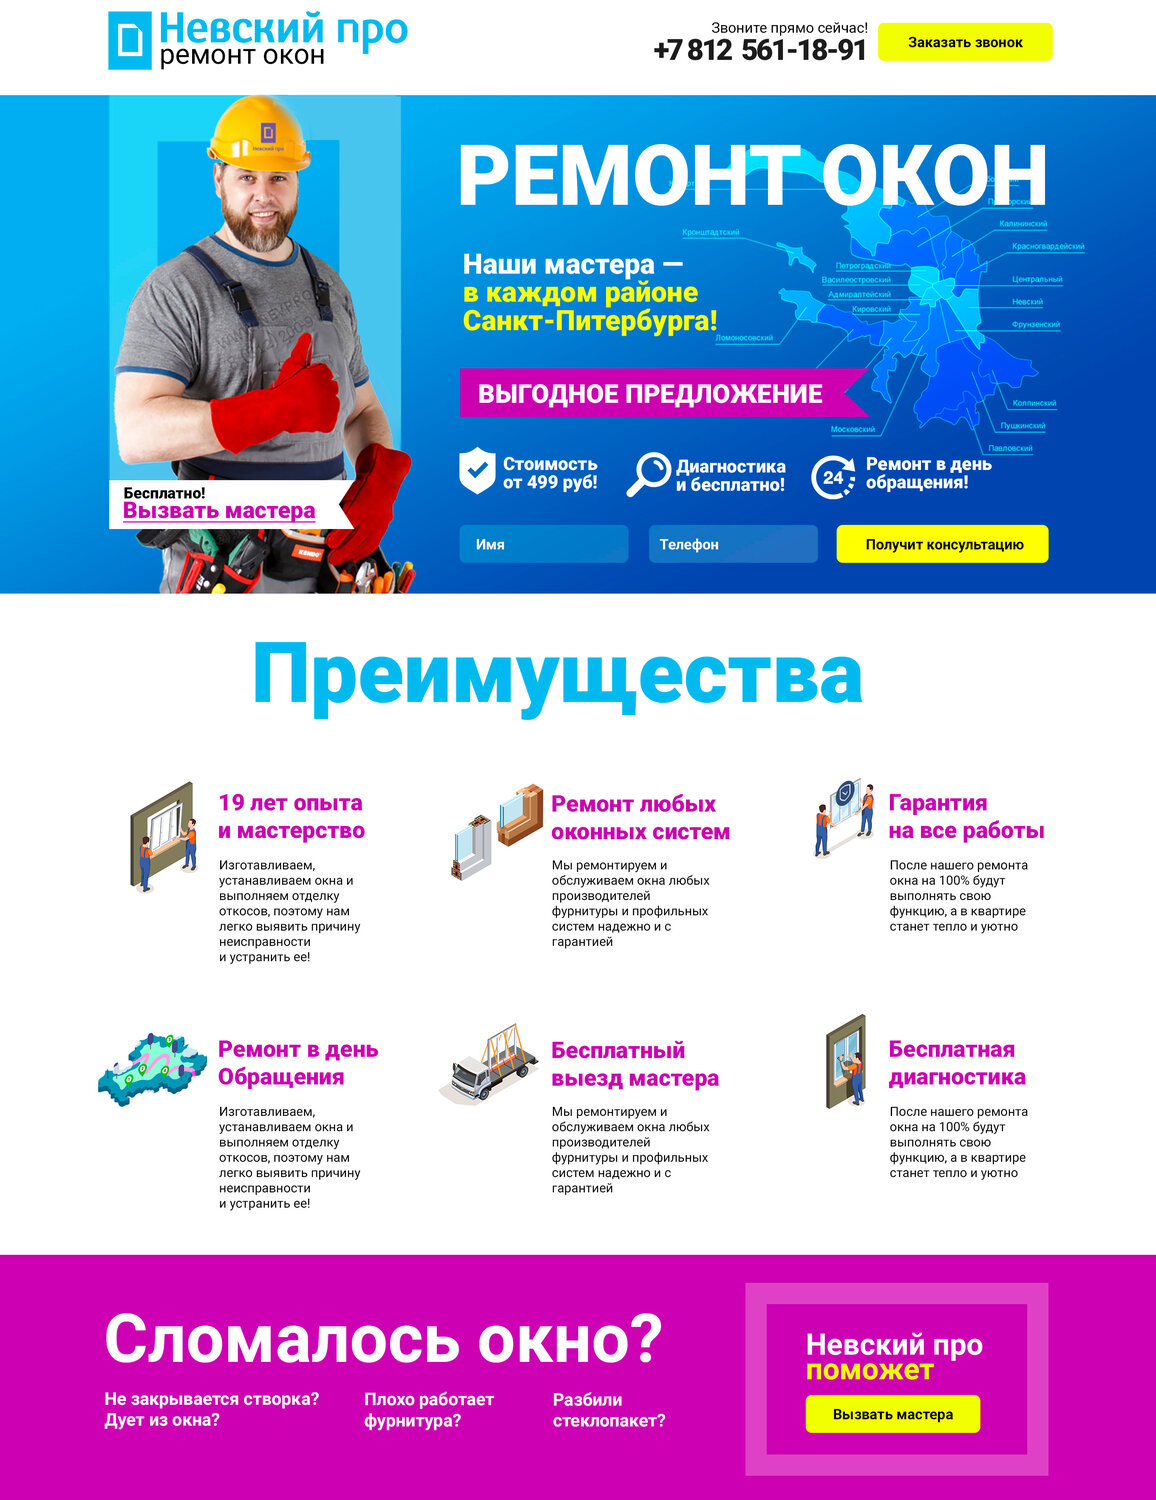 Невский про
ремонт окон
Звоните прямо сейчас!
+7 812 561-18-91
Заказать звонок
Невский про
РЕМОНТ ОКОН
Наши мастера —
в каждом районе
Санкт-Питербурга!
Кронштадтский
Калининский
Красногвардейский
Петроградский
Василеостровский
Адмиралтейский
Кировский
Центральный
Невский
Фрунзенский
Ломоносовский
Колпинский
Пушкинский
Московский
Павловский
ВЫГОДНОЕ ПРЕДЛОЖЕНИЕ
Стоимость
от 499 руб!
Диагностика
и бесплатно!
24
Ремонт в день
обращения!
Бесплатно!
Вызвать мастера
KENDO
Имя
Телефон
Получит консультацию
Преимущества
19 лет опыта
и мастерство
Изготавливаем,
устанавливаем окна и
выполняем отделку
откосов, поэтому нам
легко выявить причину
неисправности
и устранить ее!
Ремонт любых
оконных систем
Мы ремонтируем и
обслуживаем окна любых
производителей
фурнитуры и профильных
систем надежно и с
гарантией
Гарантия
на все работы
После нашего ремонта
окна на 100% будут
выполнять свою
функцию, а в квартире
станет тепло и уютно
Ремонт в день
Обращения
Изготавливаем,
устанавливаем окна и
выполняем отделку
откосов, поэтому нам
легко выявить причину
неисправности
и устранить ее!
Бесплатный
выезд мастера
Мы ремонтируем и
обслуживаем окна любых
производителей
фурнитуры и профильных
систем надежно и с
гарантией
Бесплатная
диагностика
После нашего ремонта
окна на 100% будут
выполнять свою
функцию, а в квартире
станет тепло и уютно
Сломалось окно?
Не закрывается створка?
Дует из окна?
Плохо работает
фурнитура?
Разбили
стеклопакет?
Невский про
поможет
Вызвать мастера